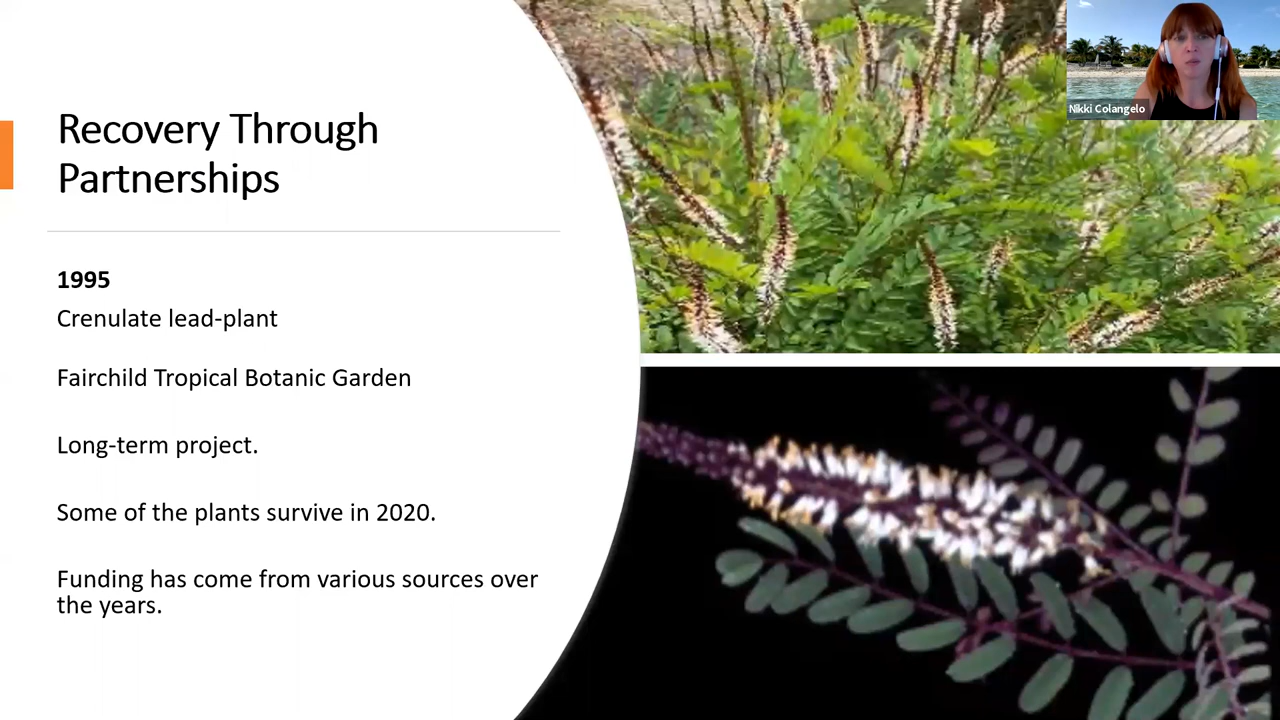 Recovery Through
Partnerships
1995
Crenulate lead-plant
Fairchild Tropical Botanic Garden
Long-term project.
Some of the plants survive in 2020.
Funding has come from various sources over
the years.
Nikki Colangelo